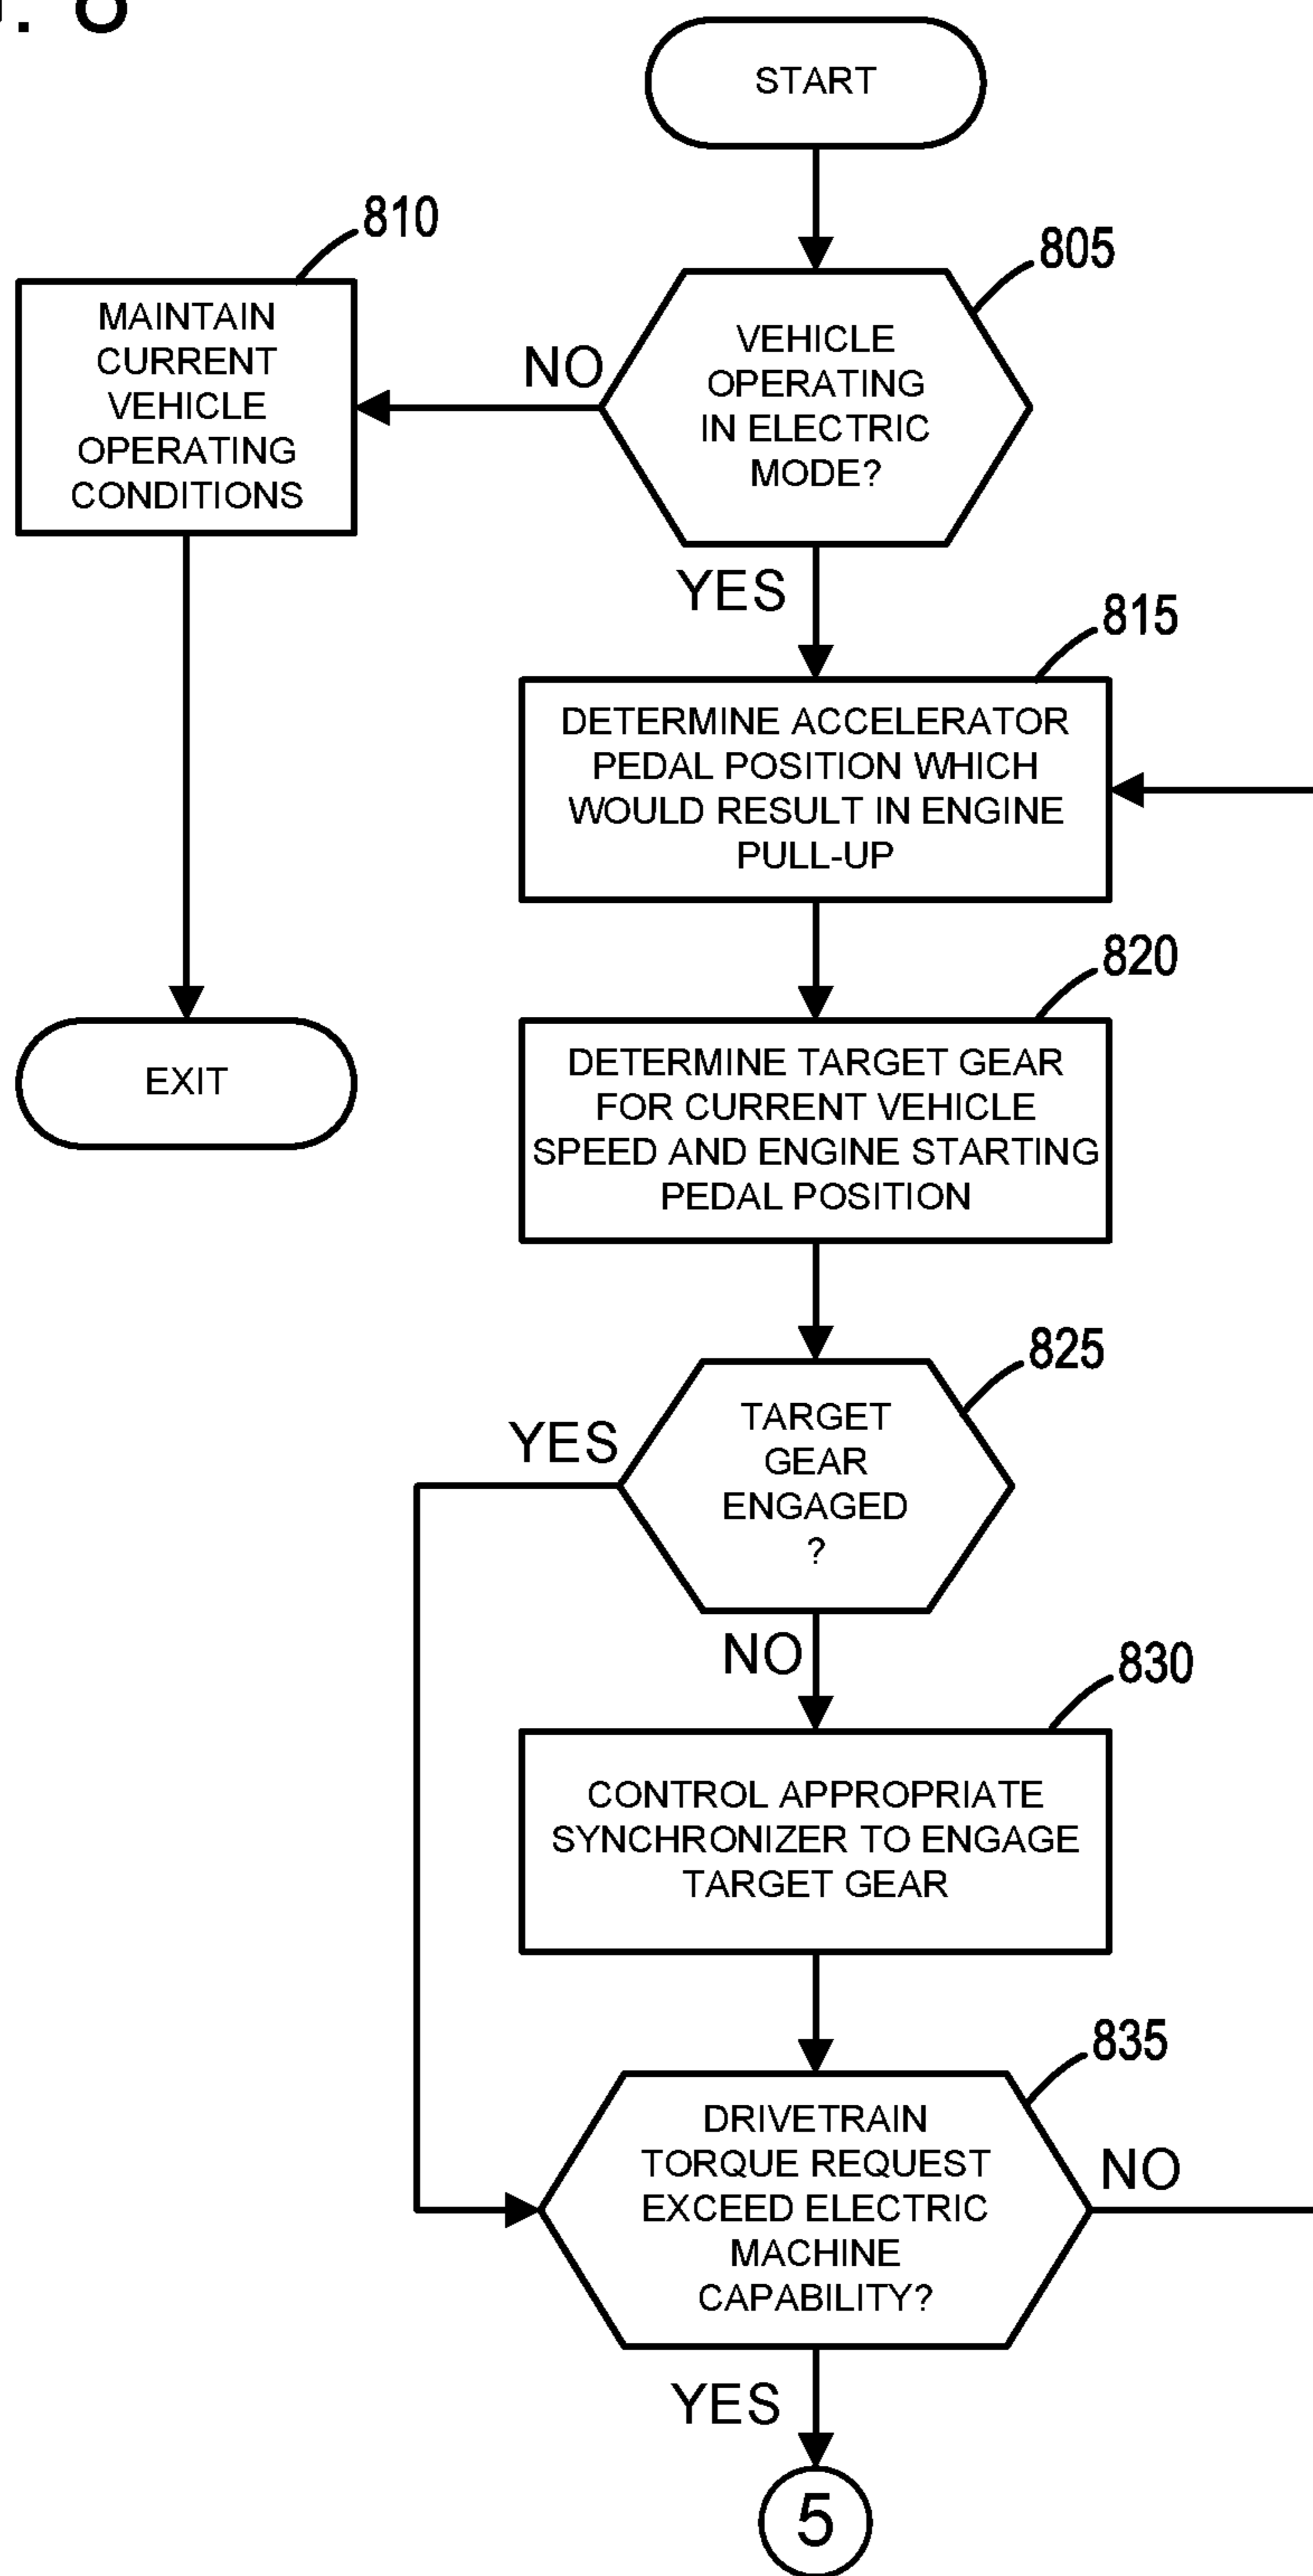 8
START
810
805
MAINTAIN
CURRENT
VEHICLE
OPERATING
CONDITIONS
NO
VEHICLE
OPERATING
IN ELECTRIC
MODE?
YES
815
DETERMINE ACCELERATOR
PEDAL POSITION WHICH
WOULD RESULT IN ENGINE
PULL-UP
820
EXIT
DETERMINE TARGET GEAR
FOR CURRENT VEHICLE
SPEED AND ENGINE STARTING
PEDAL POSITION
825
YES
TARGET
GEAR
ENGAGED
?
NO
830
CONTROL APPROPRIATE
SYNCHRONIZER TO ENGAGE
TARGET GEAR
835
DRIVETRAIN
TORQUE REQUEST
EXCEED ELECTRIC
MACHINE
CAPABILITY?
NO
YES
5